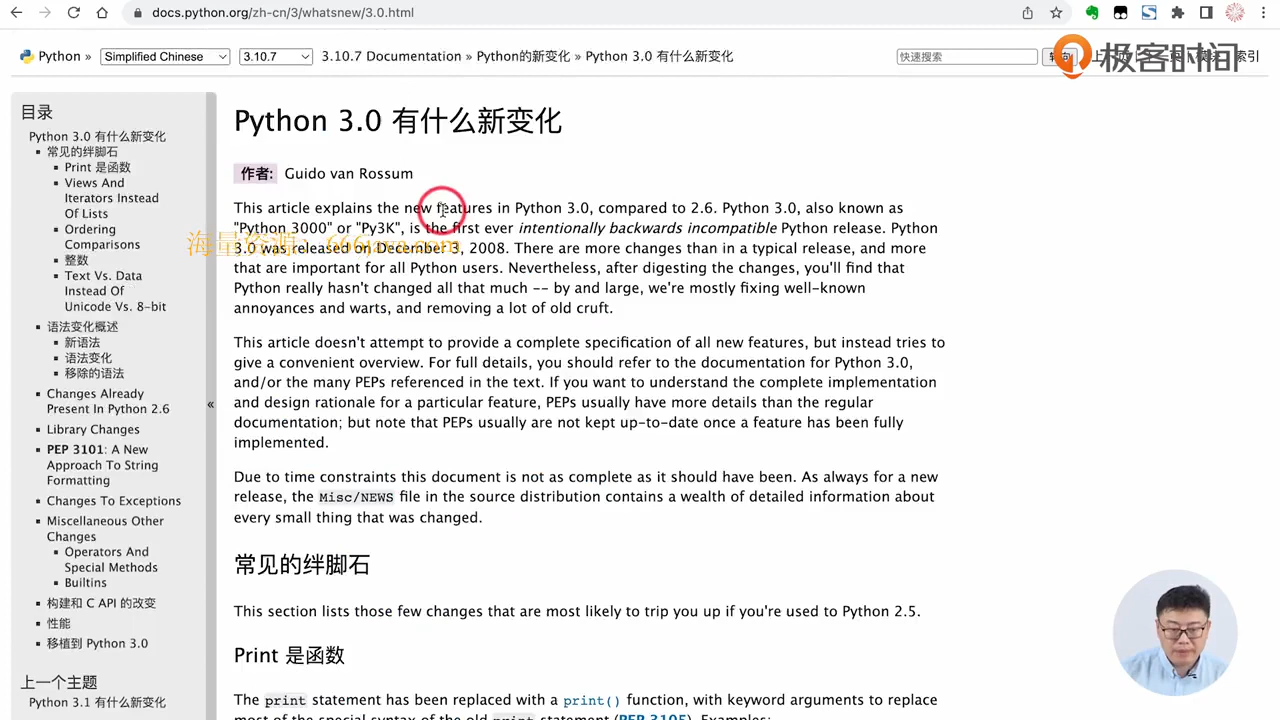 docs.python.org/zh-cn/3/whatsnew/3.0.html
Python » Simplified Chinese 3.10.7 3.10.7 Documentation » Python的新变化 » Python 3.0 有什么新变化 快速搜索
极客时间
索引
目录
Python 3.0 有什么新变化
常见的绊脚石
Print 是函数
Views And
Iterators Instead
Of Lists
Ordering
Comparisons
整数
Text Vs. Data
Instead Of
Unicode Vs. 8-bit
语法变化概述
新语法
语法变化
移除的语法
Changes Already
Present In Python 2.6
Library Changes
PEP 3101: A New
Approach To String
Formatting
Changes To Exceptions
Miscellaneous Other
Changes
Operators And
Special Methods
Builtins
构建和 C API 的改变
性能
移植到 Python 3.0
上一个主题
Python 3.1 有什么新变化
«
Python 3.0 有什么新变化
作者: Guido van Rossum
This article explains the new features in Python 3.0, compared to 2.6. Python 3.0, also known as
"Python 3000" or "Py3K", is the first ever intentionally backwards incompatible Python release. Python
3.0 was released on December 3, 2008. There are more changes than in a typical release, and more
that are important for all Python users. Nevertheless, after digesting the changes, you'll find that
Python really hasn't changed all that much -- by and large, we're mostly fixing well-known
annoyances and warts, and removing a lot of old cruft.
海量资源：666java.com
This article doesn't attempt to provide a complete specification of all new features, but instead tries to
give a convenient overview. For full details, you should refer to the documentation for Python 3.0,
and/or the many PEPs referenced in the text. If you want to understand the complete implementation
and design rationale for a particular feature, PEPs usually have more details than the regular
documentation; but note that PEPs usually are not kept up-to-date once a feature has been fully
implemented.
Due to time constraints this document is not as complete as it should have been. As always for a new
release, the Misc/NEWS file in the source distribution contains a wealth of detailed information about
every small thing that was changed.
常见的绊脚石
This section lists those few changes that are most likely to trip you up if you're used to Python 2.5.
Print 是函数
The print statement has been replaced with a print() function, with keyword arguments to replace
most of the special syntax of the old print statement (PEP 3105). Examples: